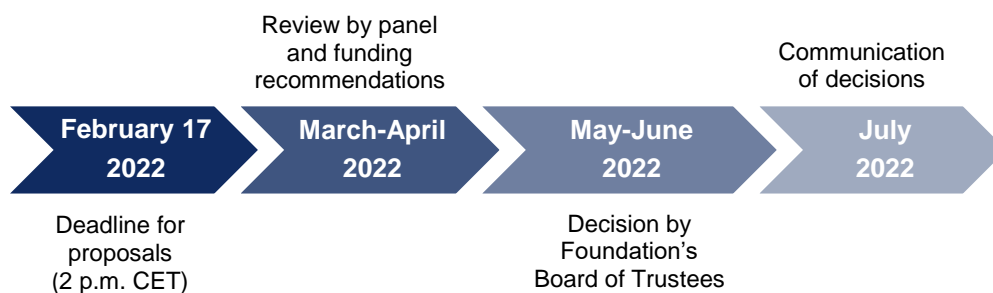 Review by panel
and funding
recommendations
Communication
of decisions
February 17
2022
March-April
2022
May-June
2022
July
2022
Deadline for
proposals
(2 p.m. CET)
Decision by
Foundation’s
Board of Trustees